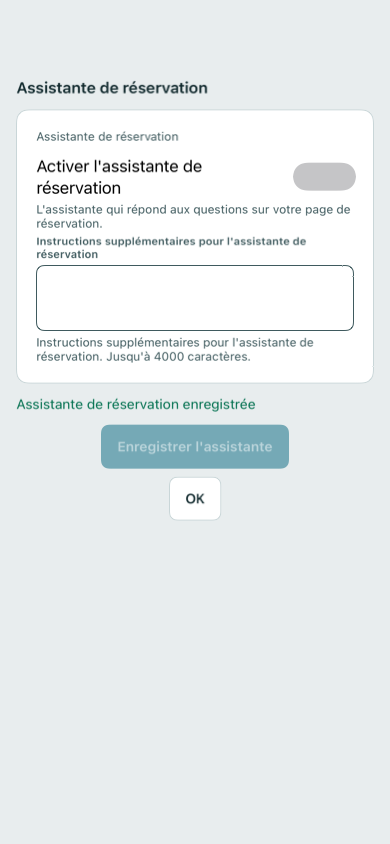 Assistante de réservation
Assistante de réservation
Activer l'assistante de
réservation
L'assistante qui répond aux questions sur votre page de
réservation.
Instructions supplémentaires pour l'assistante de
réservation
Instructions supplémentaires pour l'assistante de
réservation. Jusqu'à 4000 caractères.
Assistante de réservation enregistrée
Enregistrer l'assistante
OK